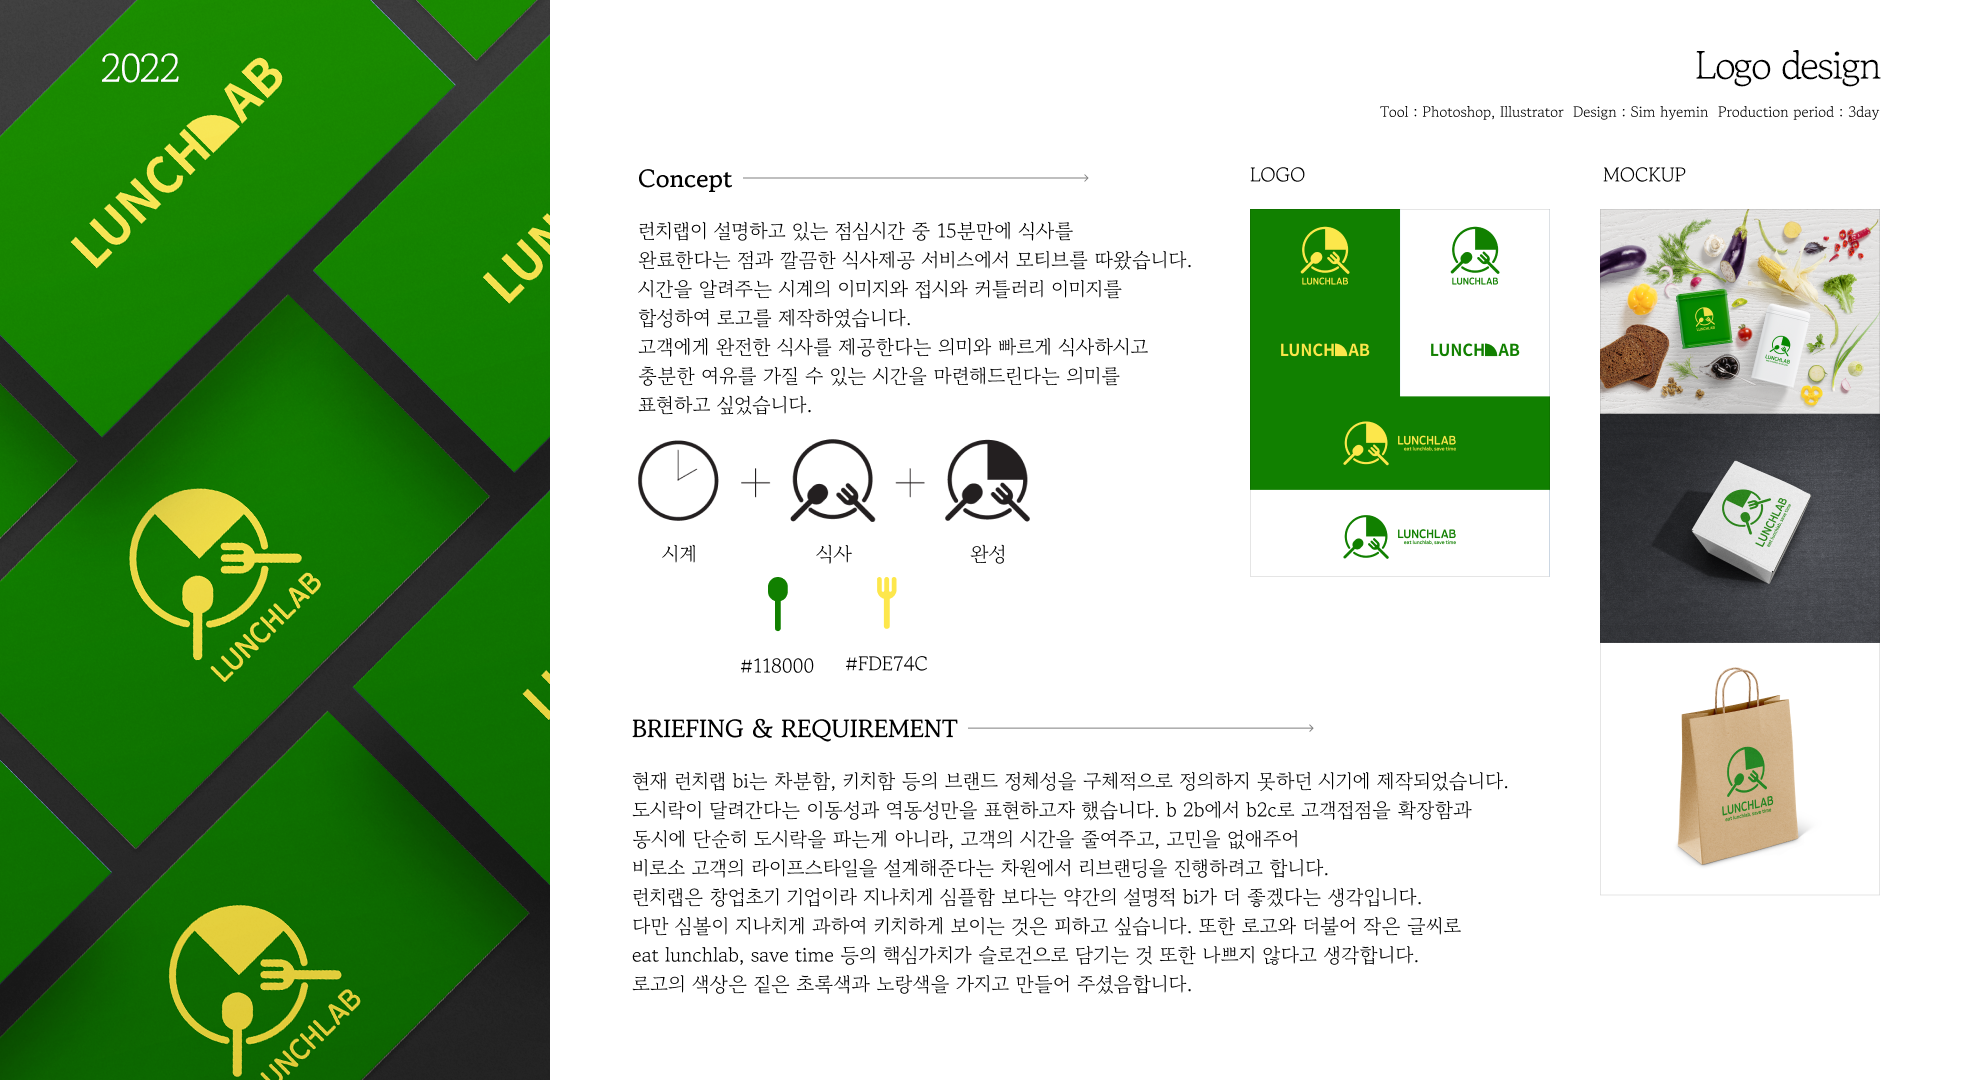 2022
LUNCHLAB
LUN
LUNCHLAB
UNCHLAB
Logo design
Tool : Photoshop, Illustrator Design : Sim hyemin Production period : 3day
Concept
런치랩이 설명하고 있는 점심시간 중 15분만에 식사를
완료한다는 점과 깔끔한 식사제공 서비스에서 모티브를 따왔습니다.
시간을 알려주는 시계의 이미지와 접시와 커틀러리 이미지를
합성하여 로고를 제작하였습니다.
고객에게 완전한 식사를 제공한다는 의미와 빠르게 식사하시고
충분한 여유를 가질 수 있는 시간을 마련해드린다는 의미를
표현하고 싶었습니다.
시계
식사
완성
#118000
#FDE74C
LOGO
LUNCHLAB
LUNCHLAB
LUNCHLAB
LUNCHLAB
LUNCHLAB
eat lunchlab, save time
LUNCHLAB
eat lunchlab, save time
MOCKUP
LUNCHLAB
LUNCHLAB
LUNCHLAB
eat lunchlab, save time
LUNCHLAB
eat lunchlab, save time
BRIEFING & REQUIREMENT
현재 런치랩 bi는 차분함, 키치함 등의 브랜드 정체성을 구체적으로 정의하지 못하던 시기에 제작되었습니다.
도시락이 달려간다는 이동성과 역동성만을 표현하고자 했습니다. b 2b에서 b2c로 고객접점을 확장함과
동시에 단순히 도시락을 파는게 아니라, 고객의 시간을 줄여주고, 고민을 없애주어
비로소 고객의 라이프스타일을 설계해준다는 차원에서 리브랜딩을 진행하려고 합니다.
런치랩은 창업초기 기업이라 지나치게 심플함 보다는 약간의 설명적 bi가 더 좋겠다는 생각입니다.
다만 심볼이 지나치게 과하여 키치하게 보이는 것은 피하고 싶습니다. 또한 로고와 더불어 작은 글씨로
eat lunchlab, save time 등의 핵심가치가 슬로건으로 담기는 것 또한 나쁘지 않다고 생각합니다.
로고의 색상은 짙은 초록색과 노랑색을 가지고 만들어 주셨음합니다.